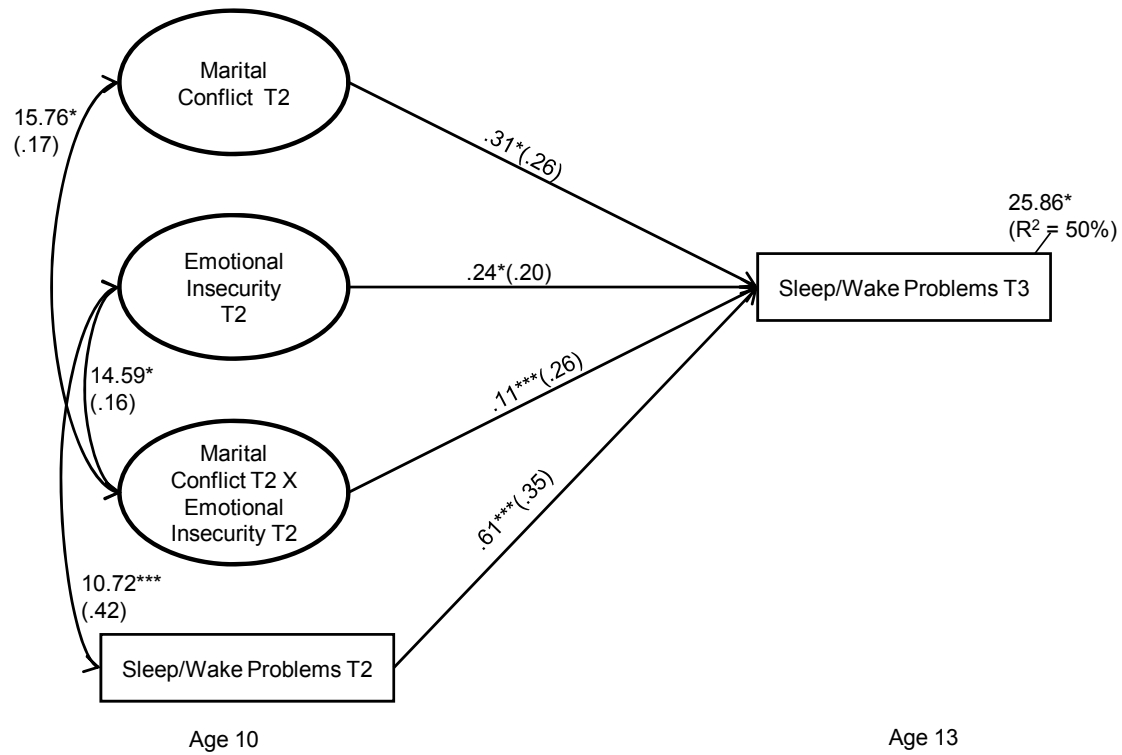 Marital
Conflict T2
15.76*
(.17)
.31*(.26)
25.86*
(R² = 50%)
Emotional
Insecurity
T2
.24*(.20)
Sleep/Wake Problems T3
14.59*
(.16)
.11***(.26)
Marital
Conflict T2 X
Emotional
Insecurity T2
.61***(.35)
10.72***
(.42)
Sleep/Wake Problems T2
Age 10
Age 13